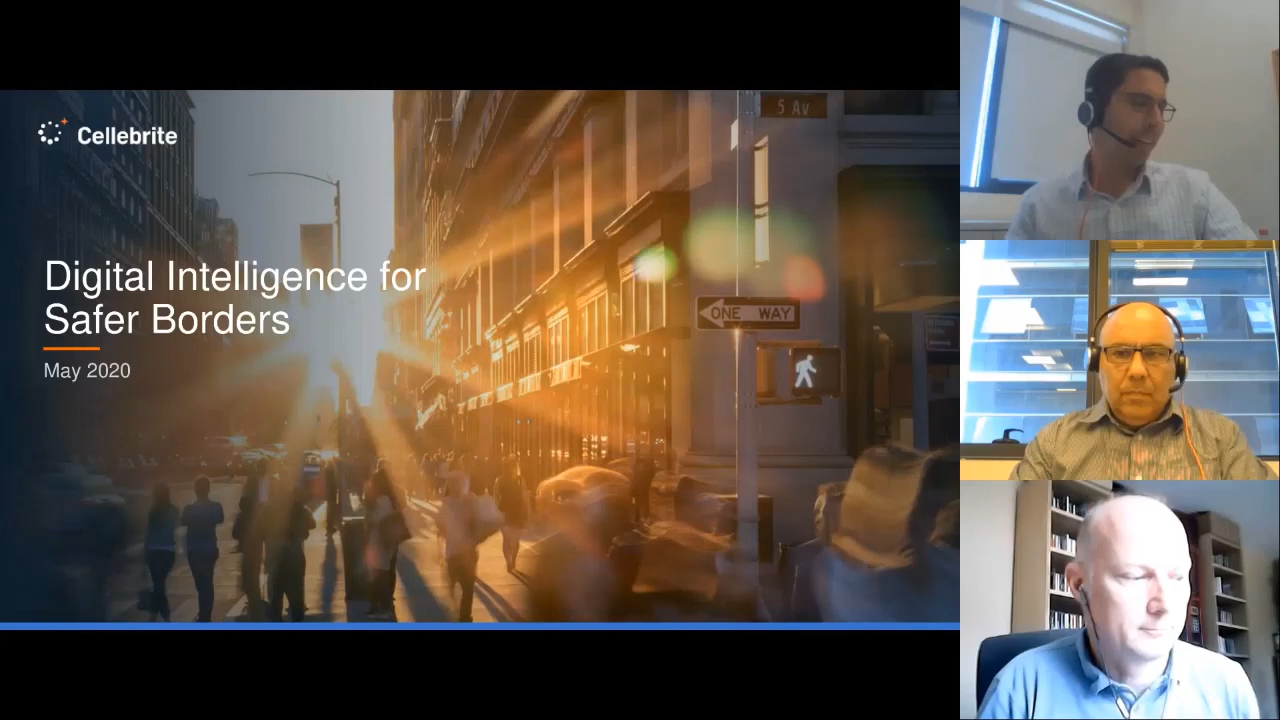 Cellebrite
Digital Intelligence for
Safer Borders
May 2020
5 Av
ONE WAY